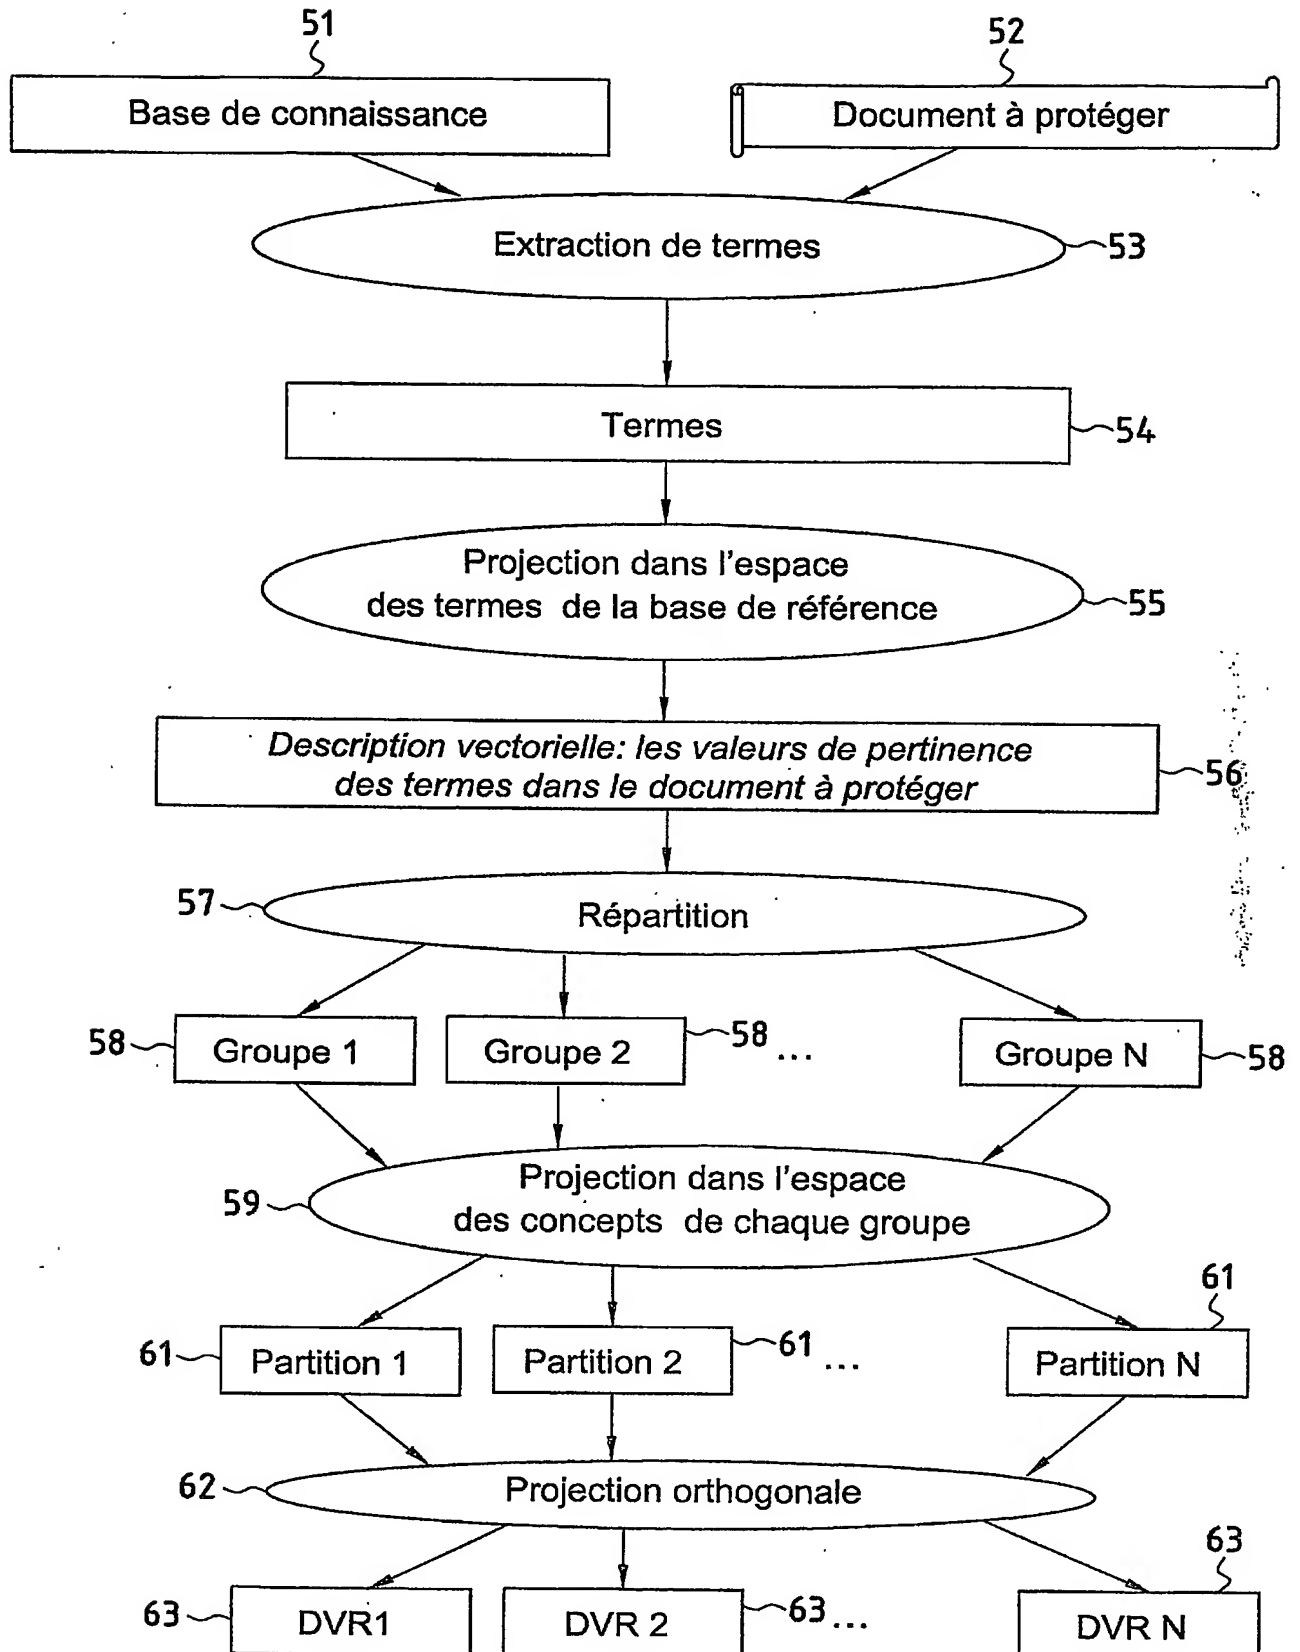 51
52
Base de connaissance
Document à protéger
Extraction de termes
53
Termes
54
Projection dans l'espace
des termes de la base de référence
55
Description vectorielle: les valeurs de pertinence
des termes dans le document à protéger
56
57
Répartition
58
Groupe 1
Groupe 2
58
...
Groupe N
58
59
Projection dans l'espace
des concepts de chaque groupe
61
61
Partition 1
Partition 2
61
...
Partition N
62
Projection orthogonale
63
63
DVR1
DVR 2
63
...
DVR N